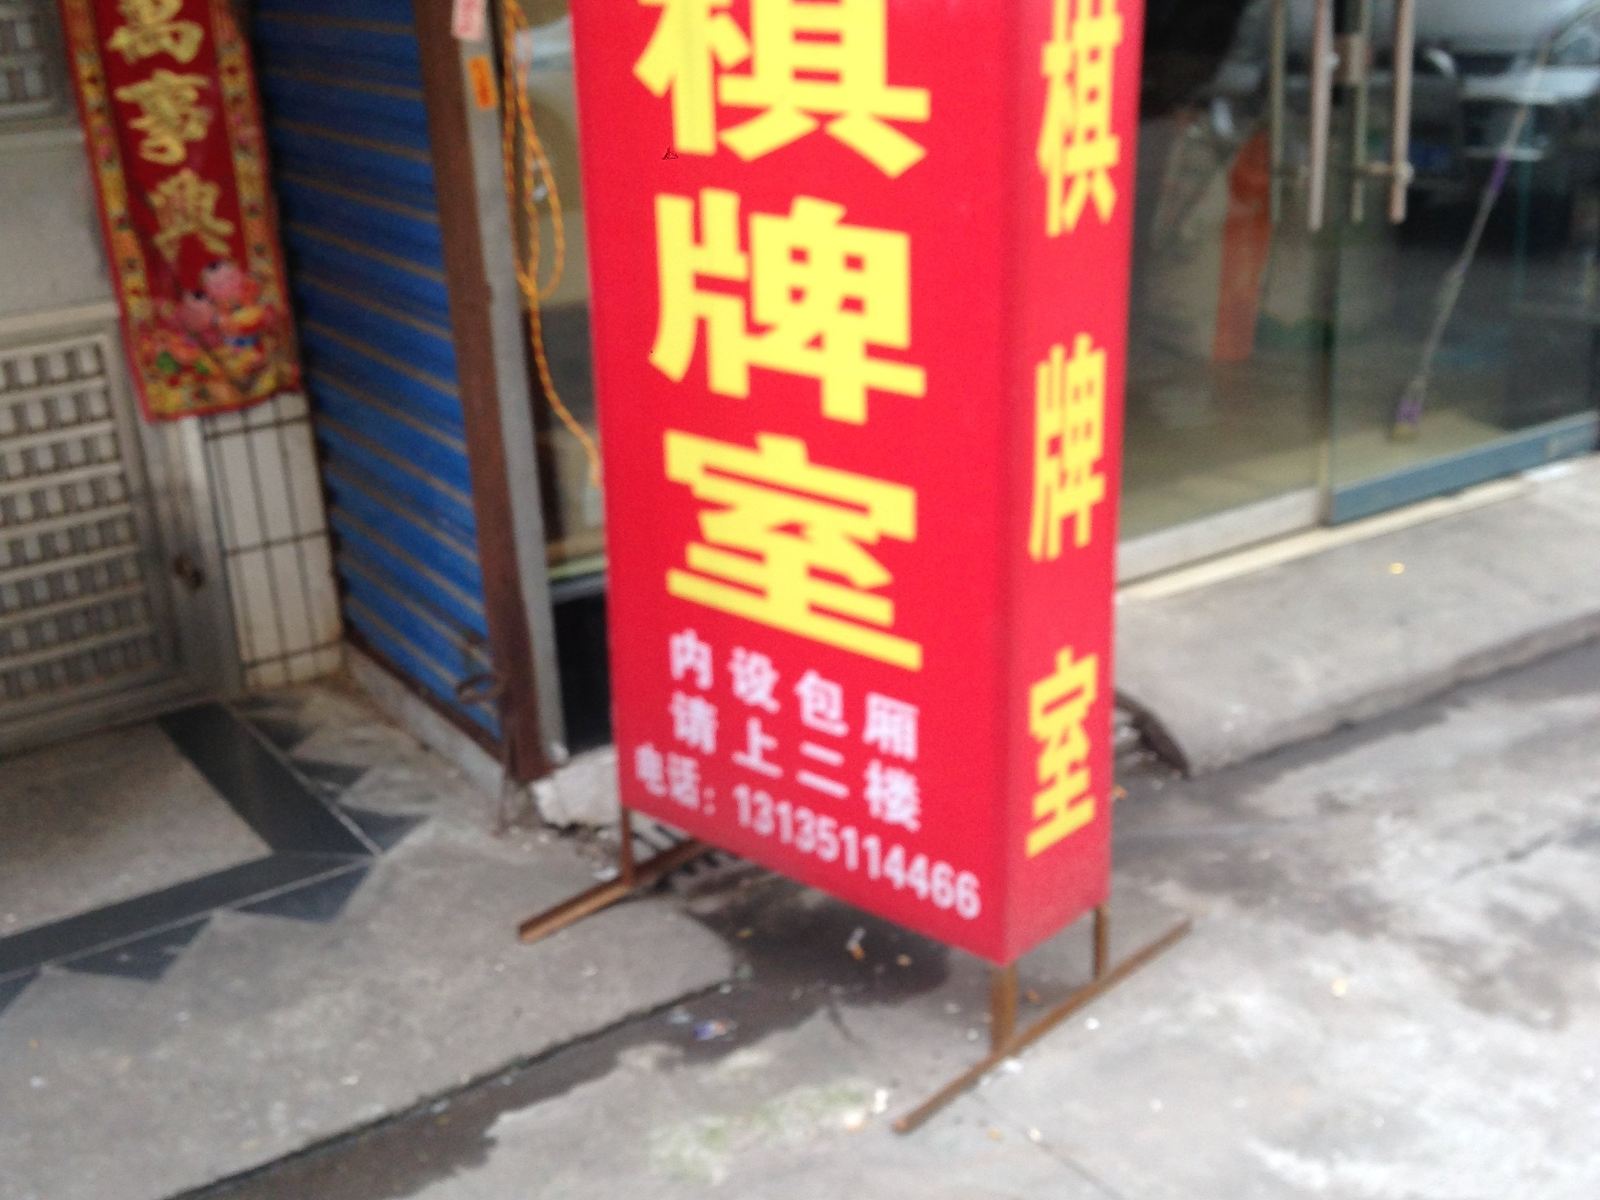 萬事興
棋牌室
内设包厢
请上二楼
电话：13135114466
棋牌室